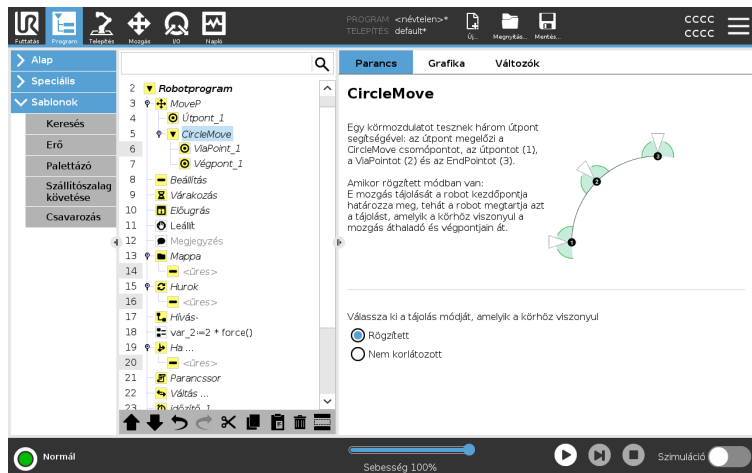 UR
Futtatás
Program
Telepítés
Mozgás
I/O
Napló
PROGRAM <névtelen>*
TELEPÍTÉS default*
Új...
Megnyitás...
Mentés...
cccc
cccc
Alap
Speciális
Sablonok
Keresés
Erő
Palettázó
Szállítószalag
követése
Csavarozás
2 Robotprogram
3 MoveP
4 Útpont_1
5 CircleMove
6 ViaPoint_1
7 Végpont_1
8 Beállítás
9 Várakozás
10 Előugrás
11 Leállít
12 Megjegyzés
13 Mappa
14 <üres>
15 Hurok
16 <üres>
17 Hívás-
18 var_2≔2 * force()
19 Ha ...
20 <üres>
21 Parancssor
22 Váltás ...
23 időzítő_1
Parancs
Grafika
Változók
CircleMove
Egy körmozdulatot tesznek három útpont
segítségével: az útpont megelőzi a
CircleMove csomópontot, az útpontot (1),
a ViaPointot (2) és az EndPointot (3).
Amikor rögzített módban van:
E mozgás tájolását a robot kezdőpontja
határozza meg, tehát a robot megtartja azt
a tájolást, amelyik a körhöz viszonyul a
mozgás áthaladó és végpontjain át.
1
2
3
Válassza ki a tájolás módját, amelyik a körhöz viszonyul
Rögzített
Nem korlátozott
Normál
Sebesség 100%
Szimuláció